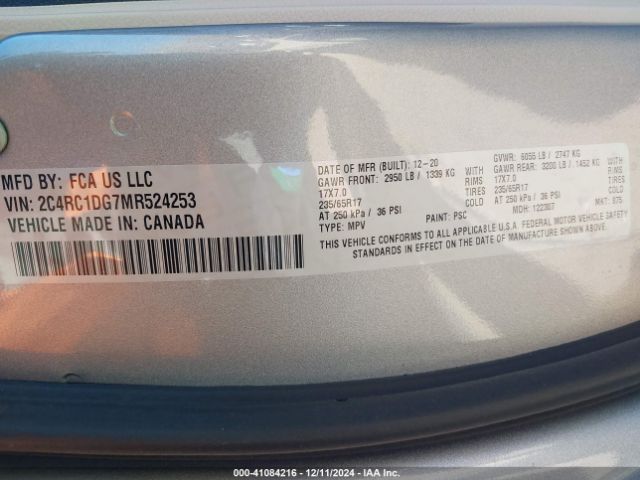 MFD BY: FCA US LLC
VIN: 2C4RC1DG7MR524253
VEHICLE MADE IN: CANADA
DATE OF MFR (BUILT): 12-20 GVWR: 6055 LB / 2747 KG
GAWR FRONT: 2950 LB / 1339 KG WITH GAWR REAR: 3200 LB / 1452 KG WITH
17X7.0 RIMS 17X7.0 RIMS
235/65R17 TIRES 235/65R17 TIRES
AT 250 kPa / 36 PSI COLD AT 250 kPa / 36 PSI COLD
TYPE: MPV PAINT: PSC MDH: 122307 MKT: 875
THIS VEHICLE CONFORMS TO ALL APPLICABLE U.S.A. FEDERAL MOTOR VEHICLE SAFETY
STANDARDS IN EFFECT ON THE DATE OF MANUFACTURE SHOWN ABOVE.
000-41084216 - 12/11/2024 - IAA Inc.